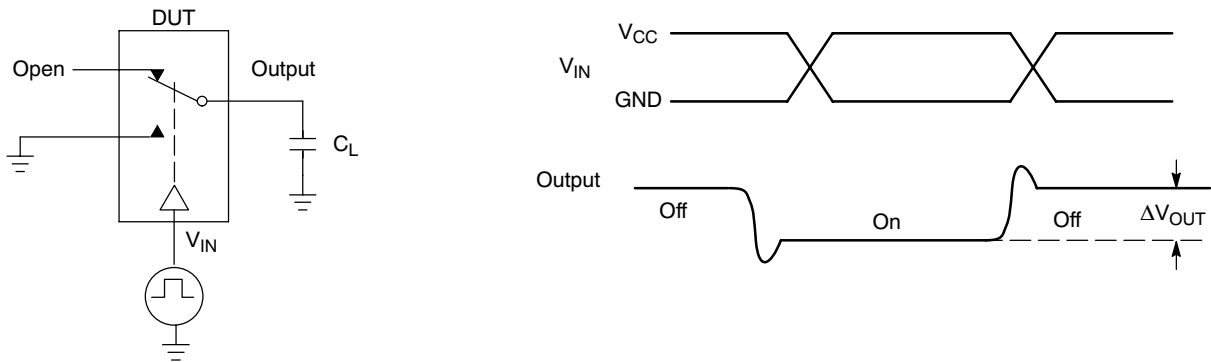 DUT
Open
Output
C_L
V_IN
V_CC
V_IN
GND
Output
Off
On
Off
ΔV_OUT